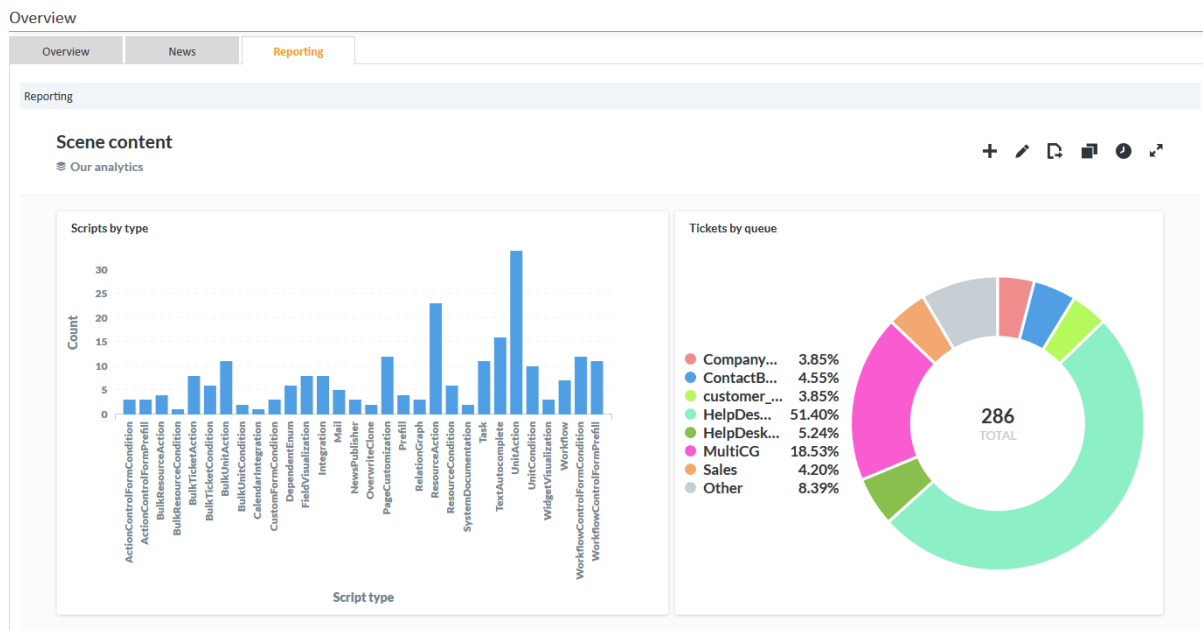 Overview
Overview
News
Reporting
Reporting
Scene content
Our analytics
Scripts by type
30
25
20
15
10
5
0
Count
ActionControlFormCondition
ActionControlFormPrefill
BulkResourceAction
BulkResourceCondition
BulkTicketAction
BulkTicketCondition
BulkUnitAction
BulkUnitCondition
CalendarIntegration
CustomFormCondition
DependentEnum
FieldVisualization
Integration
Mail
NewsPublisher
OverwriteClone
PageCustomization
Prefill
RelationGraph
ResourceAction
ResourceCondition
SystemDocumentation
Task
TextAutocomplete
UnitAction
UnitCondition
WidgetVisualization
Workflow
WorkflowControlFormCondition
WorkflowControlFormPrefill
Script type
Tickets by queue
Company... 3.85%
ContactB... 4.55%
customer_... 3.85%
HelpDes... 51.40%
HelpDesk... 5.24%
MultiCG 18.53%
Sales 4.20%
Other 8.39%
286
TOTAL